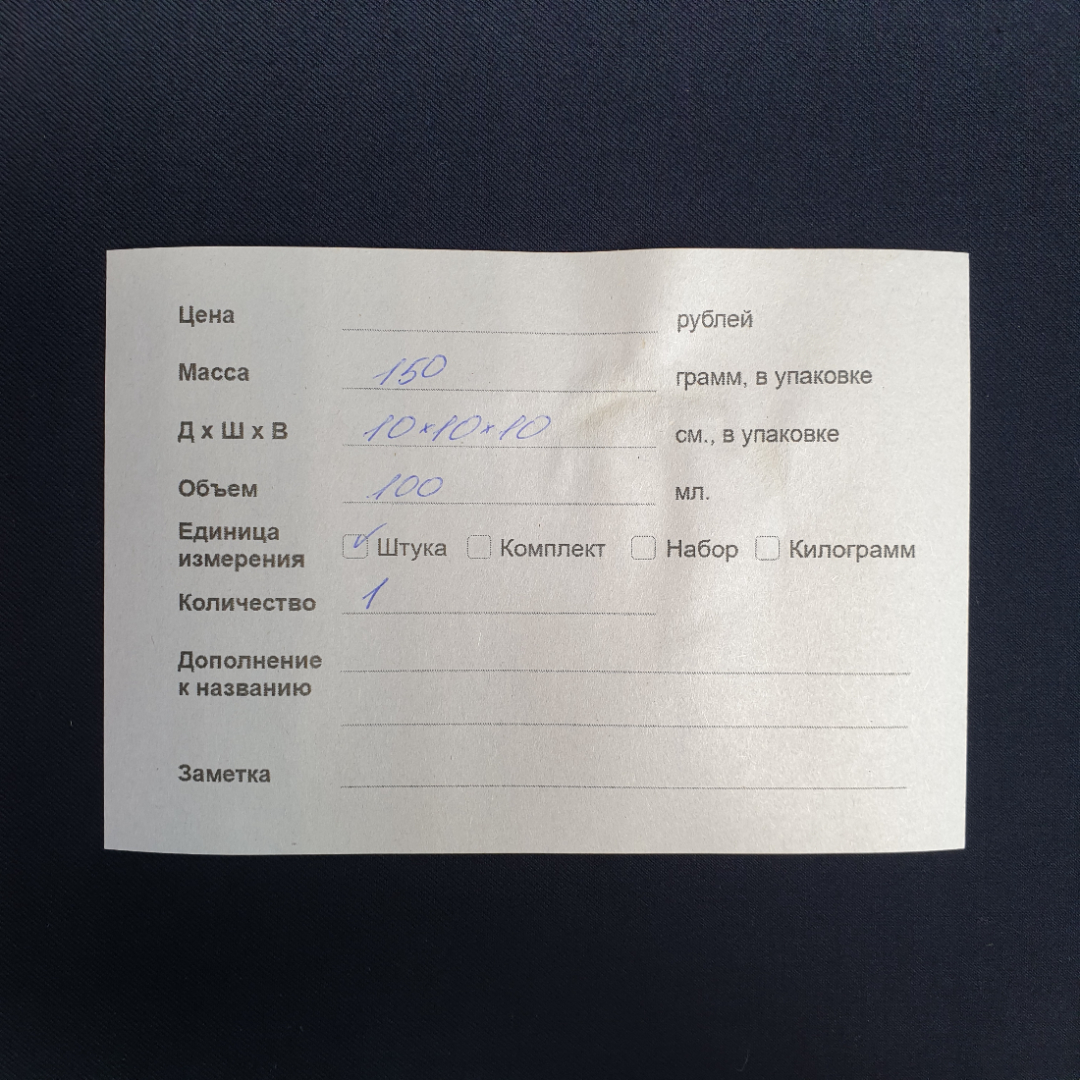 Цена рублей
Масса 150 грамм, в упаковке
Д х Ш х В 10×10×10 см., в упаковке
Объем 100 мл.
Единица
измерения Штука Комплект Набор Килограмм
Количество 1
Дополнение
к названию
Заметка